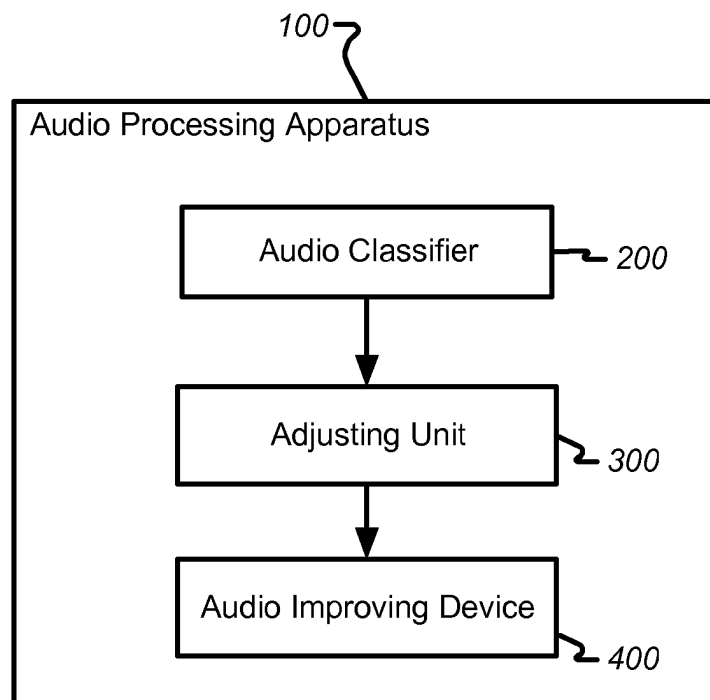 100
Audio Processing Apparatus
Audio Classifier
200
Adjusting Unit
300
Audio Improving Device
400